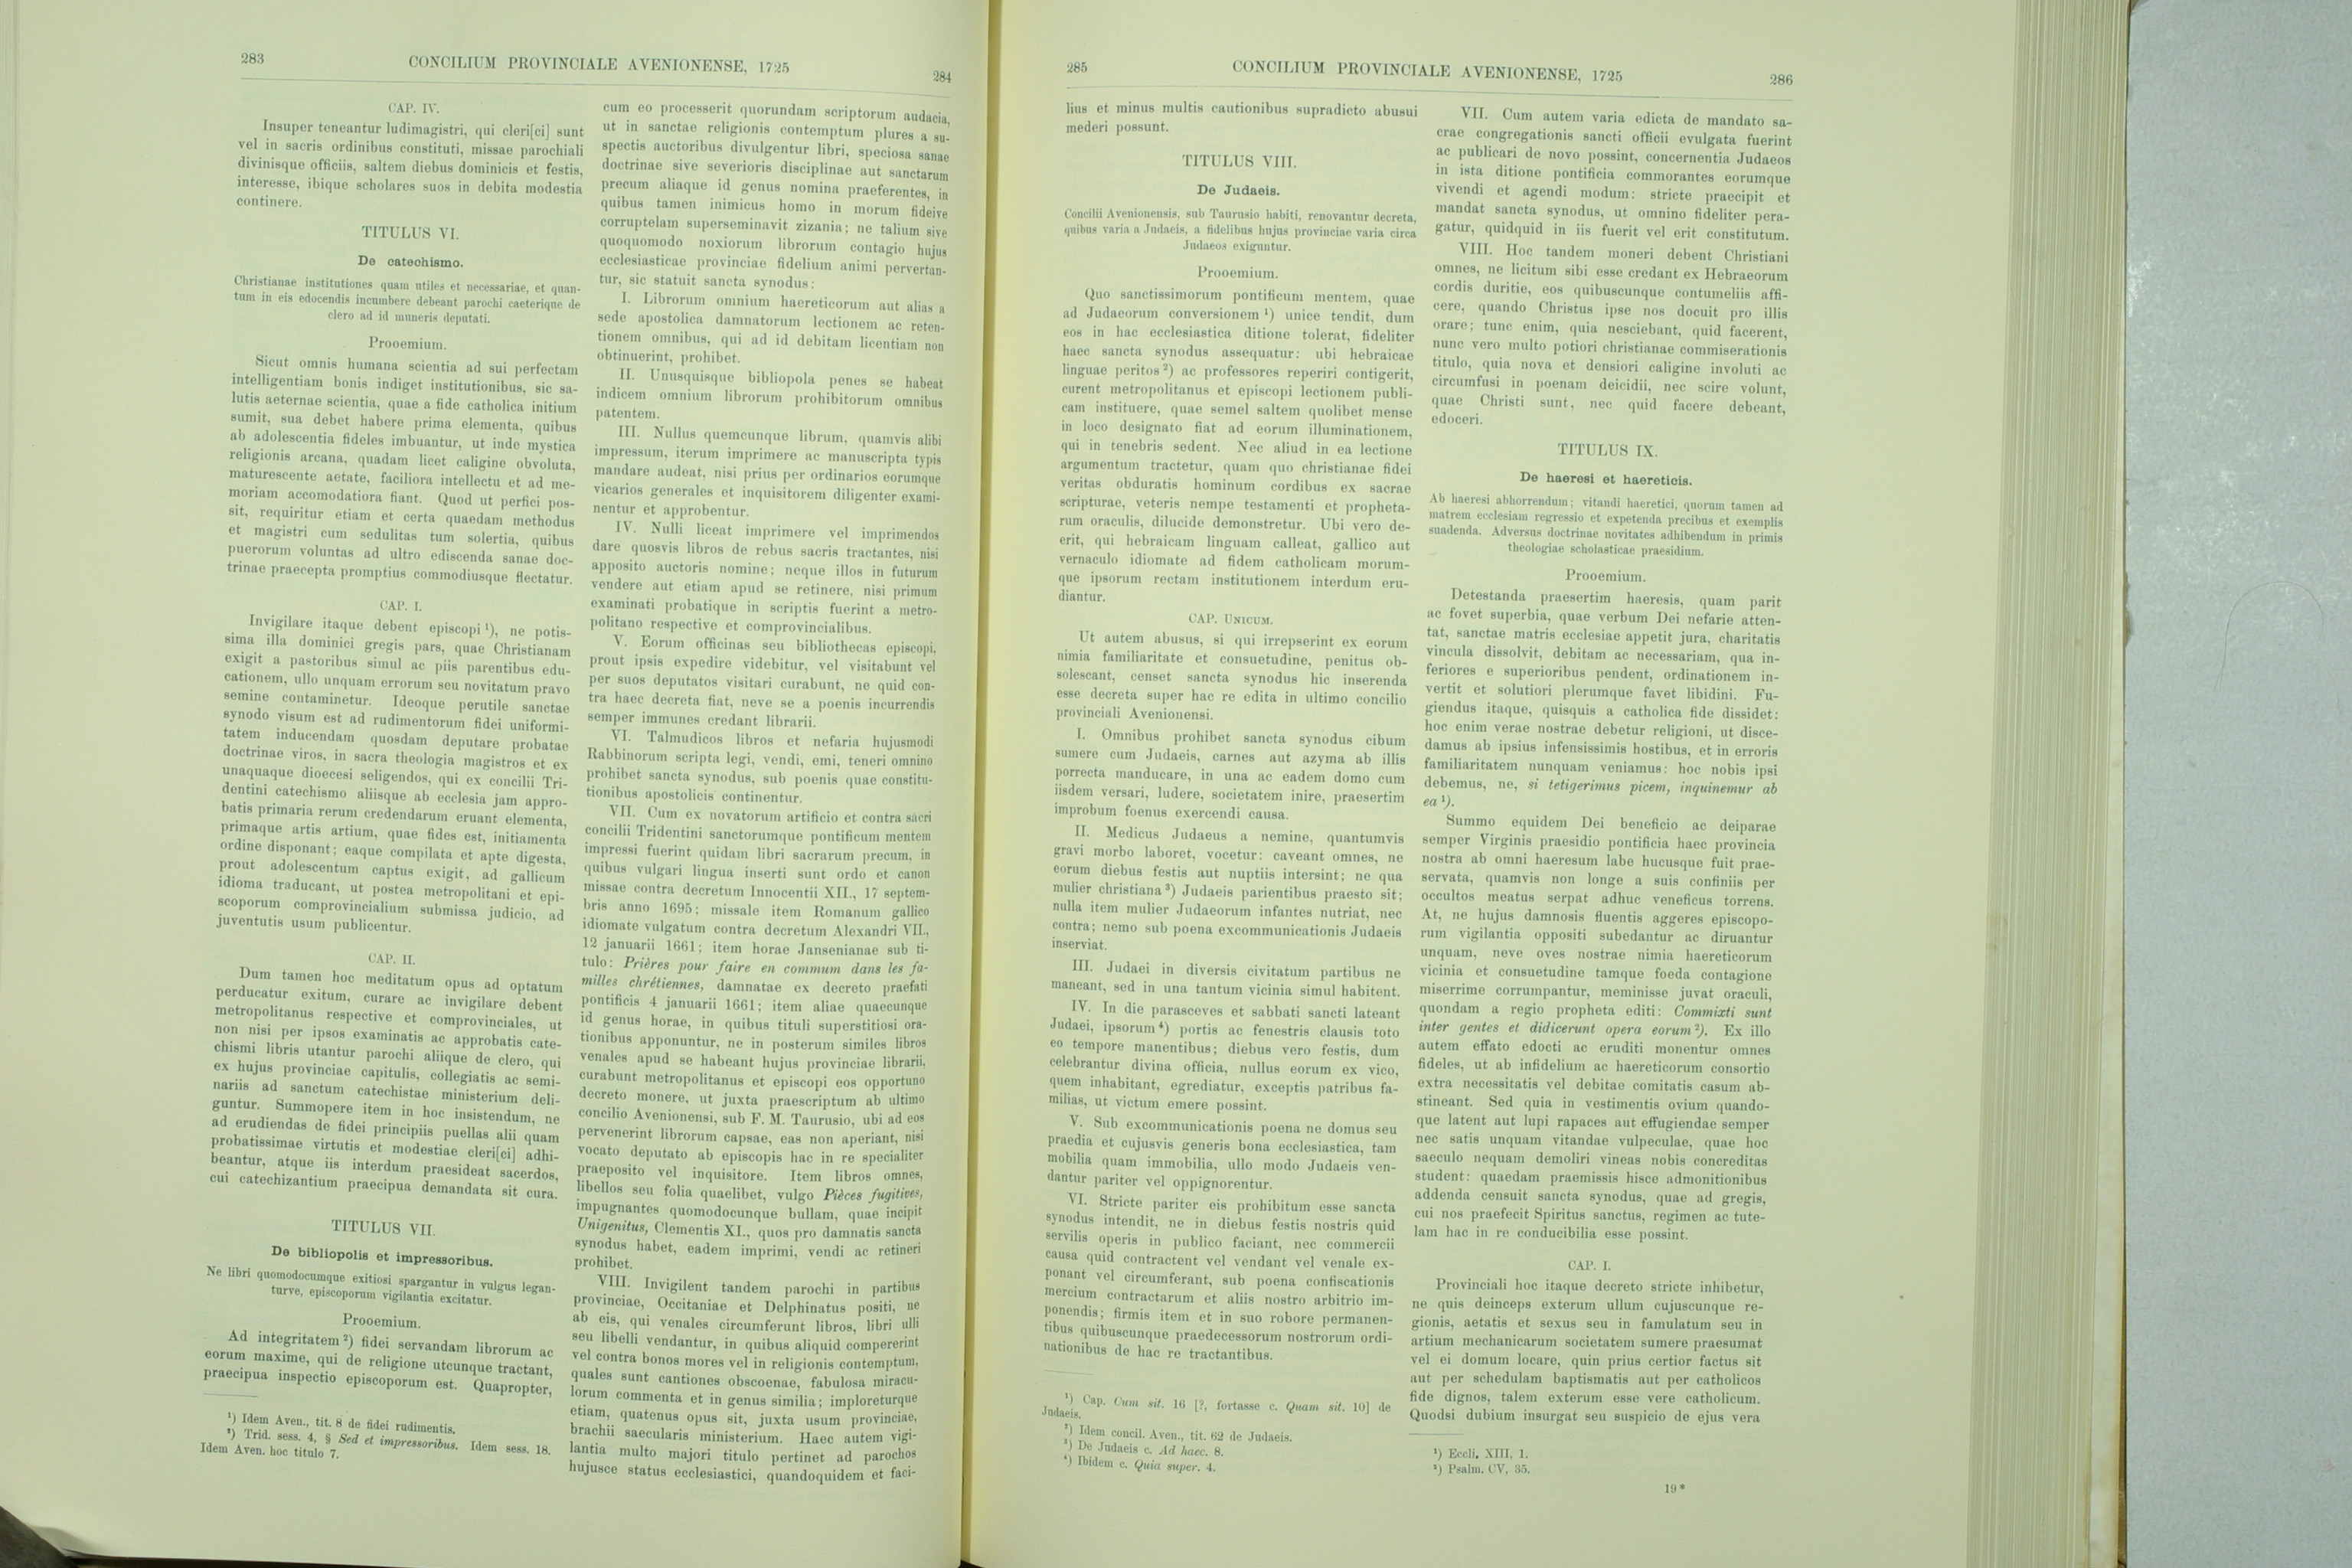 283
CONCILIUM PROVINCIALE AVENIONENSE, 1725
284
CAP. IV.
Insuper teneantur ludimagistri, qui cleri[ci] sunt
vel in sacris ordinibus constituti, missae parochiali
divinisque officiis, saltem diebus dominicis et festis,
interesse, ibique scholares suos in debita modestia
continere.
TITULUS VI.
De catechismo.
Christianae institutiones quam utiles et necessariae, et quan-
tum in eis edocendis incumbere debeant parochi caeterique de
clero ad id muneris deputati.
Prooemium.
Sicut omnis humana scientia ad sui perfectam
intelligentiam bonis indiget institutionibus, sic sa-
lutis aeternae scientia, quae a fide catholica initium
sumit, sua debet habere prima elementa, quibus
ab adolescentia fideles imbuantur, ut inde mystica
religionis arcana, quadam licet caligine obvoluta,
maturescente aetate, faciliora intellectu et ad me-
moriam accomodatiora fiant. Quod ut perfici pos-
sit, requiritur etiam et certa quaedam methodus
et magistri cum sedulitas tum solertia, quibus
puerorum voluntas ad ultro ediscenda sanae doc-
trinae praecepta promptius commodiusque flectatur.
CAP. I.
Invigilare itaque debent episcopi ¹), ne potis-
sima illa dominici gregis pars, quae Christianam
exigit a pastoribus simul ac piis parentibus edu-
cationem, ullo unquam errorum seu novitatum pravo
semine contaminetur. Ideoque perutile sanctae
synodo visum est ad rudimentorum fidei uniformi-
tatem inducendam quosdam deputare probatae
doctrinae viros, in sacra theologia magistros et ex
unaquaque dioecesi seligendos, qui ex concilii Tri-
dentini catechismo aliisque ab ecclesia jam appro-
batis primaria rerum credendarum eruant elementa,
primaque artis artium, quae fides est, initiamenta
ordine disponant; eaque compilata et apte digesta,
prout adolescentum captus exigit, ad gallicum
idioma traducant, ut postea metropolitani et epi-
scoporum comprovincialium submissa judicio, ad
juventutis usum publicentur.
CAP. II.
Dum tamen hoc meditatum opus ad optatum
perducatur exitum, curare ac invigilare debent
metropolitanus respective et comprovinciales, ut
non nisi per ipsos examinatis ac approbatis cate-
chismi libris utantur parochi aliique de clero, qui
ex hujus provinciae capitulis, collegiatis ac semi-
nariis ad sanctum catechistae ministerium deli-
guntur. Summopere item in hoc insistendum, ne
ad erudiendas de fidei principiis puellas alii quam
probatissimae virtutis et modestiae cleri[ci] adhi-
beantur, atque iis interdum praesideat sacerdos,
cui catechizantium praecipua demandata sit cura.
TITULUS VII.
De bibliopolis et impressoribus.
Ne libri quomodocumque exitiosi spargantur in vulgus legan-
turve, episcoporum vigilantia excitatur.
Prooemium.
Ad integritatem ²) fidei servandam librorum ac
eorum maxime, qui de religione utcunque tractant,
praecipua inspectio episcoporum est. Quapropter,
¹) Idem Aven., tit. 8 de fidei rudimentis.
²) Trid. sess. 4, § Sed et impressoribus. Idem sess. 18.
Idem Aven. hoc titulo 7.
cum eo processerit quorundam scriptorum audacia,
ut in sanctae religionis contemptum plures a su-
spectis auctoribus divulgentur libri, speciosa sanae
doctrinae sive severioris disciplinae aut sanctarum
precum aliaque id genus nomina praeferentes, in
quibus tamen inimicus homo in morum fideive
corruptelam superseminavit zizania; ne talium sive
quoquomodo noxiorum librorum contagio hujus
ecclesiasticae provinciae fidelium animi pervertan-
tur, sic statuit sancta synodus:
I. Librorum omnium haereticorum aut alias a
sede apostolica damnatorum lectionem ac reten-
tionem omnibus, qui ad id debitam licentiam non
obtinuerint, prohibet.
II. Unusquisque bibliopola penes se habeat
indicem omnium librorum prohibitorum omnibus
patentem.
III. Nullus quemcunque librum, quamvis alibi
impressum, iterum imprimere ac manuscripta typis
mandare audeat, nisi prius per ordinarios eorumque
vicarios generales et inquisitorem diligenter exami-
nentur et approbentur.
IV. Nulli liceat imprimere vel imprimendos
dare quosvis libros de rebus sacris tractantes, nisi
apposito auctoris nomine; neque illos in futurum
vendere aut etiam apud se retinere, nisi primum
examinati probatique in scriptis fuerint a metro-
politano respective et comprovincialibus.
V. Eorum officinas seu bibliothecas episcopi,
prout ipsis expedire videbitur, vel visitabunt vel
per suos deputatos visitari curabunt, ne quid con-
tra haec decreta fiat, neve se a poenis incurrendis
semper immunes credant librarii.
VI. Talmudicos libros et nefaria hujusmodi
Rabbinorum scripta legi, vendi, emi, teneri omnino
prohibet sancta synodus, sub poenis quae constitu-
tionibus apostolicis continentur.
VII. Cum ex novatorum artificio et contra sacri
concilii Tridentini sanctorumque pontificum mentem
impressi fuerint quidam libri sacrarum precum, in
quibus vulgari lingua inserti sunt ordo et canon
missae contra decretum Innocentii XII., 17 septem-
bris anno 1695; missale item Romanum gallico
idiomate vulgatum contra decretum Alexandri VII.,
12 januarii 1661; item horae Jansenianae sub ti-
tulo: Prières pour faire en commum dans les fa-
milles chrétiennes, damnatae ex decreto praefati
pontificis 4 januarii 1661; item aliae quaecunque
id genus horae, in quibus tituli superstitiosi ora-
tionibus apponuntur, ne in posterum similes libros
venales apud se habeant hujus provinciae librarii,
curabunt metropolitanus et episcopi eos opportuno
decreto monere, ut juxta praescriptum ab ultimo
concilio Avenionensi, sub F. M. Taurusio, ubi ad eos
pervenerint librorum capsae, eas non aperiant, nisi
vocato deputato ab episcopis hac in re specialiter
praeposito vel inquisitore. Item libros omnes,
libellos seu folia quaelibet, vulgo Pièces fugitives,
impugnantes quomodocunque bullam, quae incipit
Unigenitus, Clementis XI., quos pro damnatis sancta
synodus habet, eadem imprimi, vendi ac retineri
prohibet.
VIII. Invigilent tandem parochi in partibus
provinciae, Occitaniae et Delphinatus positi, ne
ab eis, qui venales circumferunt libros, libri ulli
seu libelli vendantur, in quibus aliquid compererint
vel contra bonos mores vel in religionis contemptum,
quales sunt cantiones obscoenae, fabulosa miracu-
lorum commenta et in genus similia; imploreturque
etiam, quatenus opus sit, juxta usum provinciae,
brachii saecularis ministerium. Haec autem vigi-
lantia multo majori titulo pertinet ad parochos
hujusce status ecclesiastici, quandoquidem et faci-
285
CONCILIUM PROVINCIALE AVENIONENSE, 1725
286
lius et minus multis cautionibus supradicto abusui
mederi possunt.
TITULUS VIII.
De Judaeis.
Concilii Avenionensis, sub Taurusio habiti, renovantur decreta,
quibus varia a Judaeis, a fidelibus hujus provinciae varia circa
Judaeos exiguntur.
Prooemium.
Quo sanctissimorum pontificum mentem, quae
ad Judaeorum conversionem ¹) unice tendit, dum
eos in hac ecclesiastica ditione tolerat, fideliter
haec sancta synodus assequatur: ubi hebraicae
linguae peritos ²) ac professores reperiri contigerit,
curent metropolitanus et episcopi lectionem publi-
cam instituere, quae semel saltem quolibet mense
in loco designato fiat ad eorum illuminationem,
qui in tenebris sedent. Nec aliud in ea lectione
argumentum tractetur, quam quo christianae fidei
veritas obduratis hominum cordibus ex sacrae
scripturae, veteris nempe testamenti et propheta-
rum oraculis, dilucide demonstretur. Ubi vero de-
erit, qui hebraicam linguam calleat, gallico aut
vernaculo idiomate ad fidem catholicam morum-
que ipsorum rectam institutionem interdum eru-
diantur.
CAP. UNICUM.
Ut autem abusus, si qui irrepserint ex eorum
nimia familiaritate et consuetudine, penitus ob-
solescant, censet sancta synodus hic inserenda
esse decreta super hac re edita in ultimo concilio
provinciali Avenionensi.
I. Omnibus prohibet sancta synodus cibum
sumere cum Judaeis, carnes aut azyma ab illis
porrecta manducare, in una ac eadem domo cum
iisdem versari, ludere, societatem inire, praesertim
improbum foenus exercendi causa.
II. Medicus Judaeus a nemine, quantumvis
gravi morbo laboret, vocetur: caveant omnes, ne
eorum diebus festis aut nuptiis intersint; ne qua
mulier christiana ³) Judaeis parientibus praesto sit;
nulla item mulier Judaeorum infantes nutriat, nec
contra; nemo sub poena excommunicationis Judaeis
inserviat.
III. Judaei in diversis civitatum partibus ne
maneant, sed in una tantum vicinia simul habitent.
IV. In die parasceves et sabbati sancti lateant
Judaei, ipsorum ⁴) portis ac fenestris clausis toto
eo tempore manentibus; diebus vero festis, dum
celebrantur divina officia, nullus eorum ex vico,
quem inhabitant, egrediatur, exceptis patribus fa-
milias, ut victum emere possint.
V. Sub excommunicationis poena ne domus seu
praedia et cujusvis generis bona ecclesiastica, tam
mobilia quam immobilia, ullo modo Judaeis ven-
dantur pariter vel oppignorentur.
VI. Stricte pariter eis prohibitum esse sancta
synodus intendit, ne in diebus festis nostris quid
servilis operis in publico faciant, nec commercii
causa quid contractent vel vendant vel venale ex-
ponant vel circumferant, sub poena confiscationis
mercium contractarum et aliis nostro arbitrio im-
ponendis; firmis item et in suo robore permanen-
tibus quibuscunque praedecessorum nostrorum ordi-
nationibus de hac re tractantibus.
¹) Cap. Cum sit. 16 [?, fortasse c. Quam sit. 10] de
Judaeis.
²) Idem concil. Aven., tit. 62 de Judaeis.
³) De Judaeis c. Ad haec. 8.
⁴) Ibidem c. Quia super. 4.
VII. Cum autem varia edicta de mandato sa-
crae congregationis sancti officii evulgata fuerint
ac publicari de novo possint, concernentia Judaeos
in ista ditione pontificia commorantes eorumque
vivendi et agendi modum: stricte praecipit et
mandat sancta synodus, ut omnino fideliter pera-
gatur, quidquid in iis fuerit vel erit constitutum.
VIII. Hoc tandem moneri debent Christiani
omnes, ne licitum sibi esse credant ex Hebraeorum
cordis duritie, eos quibuscunque contumeliis affi-
cere, quando Christus ipse nos docuit pro illis
orare; tunc enim, quia nesciebant, quid facerent,
nunc vero multo potiori christianae commiserationis
titulo, quia nova et densiori caligine involuti ac
circumfusi in poenam deicidii, nec scire volunt,
quae Christi sunt, nec quid facere debeant,
edoceri.
TITULUS IX.
De haeresi et haereticis.
Ab haeresi abhorrendum; vitandi haeretici, quorum tamen ad
matrem ecclesiam regressio et expetenda precibus et exemplis
suadenda. Adversus doctrinae novitates adhibendum in primis
theologiae scholasticae praesidium.
Prooemium.
Detestanda praesertim haeresis, quam parit
ac fovet superbia, quae verbum Dei nefarie atten-
tat, sanctae matris ecclesiae appetit jura, charitatis
vincula dissolvit, debitam ac necessariam, qua in-
feriores e superioribus pendent, ordinationem in-
vertit et solutiori plerumque favet libidini. Fu-
giendus itaque, quisquis a catholica fide dissidet:
hoc enim verae nostrae debetur religioni, ut disce-
damus ab ipsius infensissimis hostibus, et in erroris
familiaritatem nunquam veniamus: hoc nobis ipsi
debemus, ne, si tetigerimus picem, inquinemur ab
ea ¹).
Summo equidem Dei beneficio ac deiparae
semper Virginis praesidio pontificia haec provincia
nostra ab omni haeresum labe hucusque fuit prae-
servata, quamvis non longe a suis confiniis per
occultos meatus serpat adhuc veneficus torrens.
At, ne hujus damnosis fluentis aggeres episcopo-
rum vigilantia oppositi subedantur ac diruantur
unquam, neve oves nostrae nimia haereticorum
vicinia et consuetudine tamque foeda contagione
miserrime corrumpantur, meminisse juvat oraculi,
quondam a regio propheta editi: Commixti sunt
inter gentes et didicerunt opera eorum ²). Ex illo
autem effato edocti ac eruditi monentur omnes
fideles, ut ab infidelium ac haereticorum consortio
extra necessitatis vel debitae comitatis casum ab-
stineant. Sed quia in vestimentis ovium quando-
que latent aut lupi rapaces aut effugiendae semper
nec satis unquam vitandae vulpeculae, quae hoc
saeculo nequam demoliri vineas nobis concreditas
student: quaedam praemissis hisce admonitionibus
addenda censuit sancta synodus, quae ad gregis,
cui nos praefecit Spiritus sanctus, regimen ac tute-
lam hac in re conducibilia esse possint.
CAP. I.
Provinciali hoc itaque decreto stricte inhibetur,
ne quis deinceps exterum ullum cujuscunque re-
gionis, aetatis et sexus seu in famulatum seu in
artium mechanicarum societatem sumere praesumat
vel ei domum locare, quin prius certior factus sit
aut per schedulam baptismatis aut per catholicos
fide dignos, talem exterum esse vere catholicum.
Quodsi dubium insurgat seu suspicio de ejus vera
¹) Eccli. XIII, 1.
²) Psalm. CV, 35.
19*